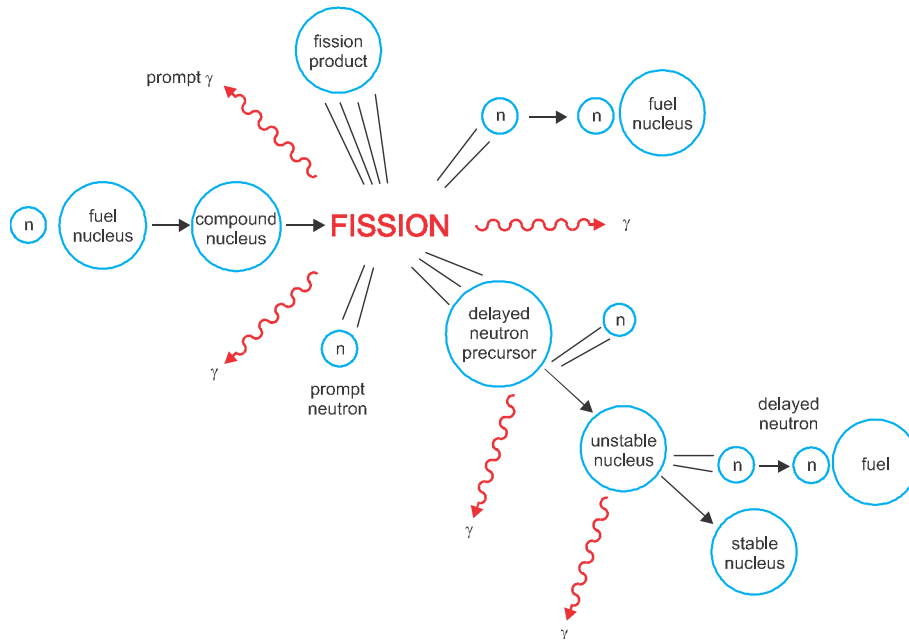 fission
product
prompt γ
n
n
fuel
nucleus
n
fuel
nucleus
compound
nucleus
FISSION
γ
delayed
neutron
precursor
n
n
γ
prompt
neutron
delayed
neutron
unstable
nucleus
n
n
fuel
γ
stable
nucleus
γ